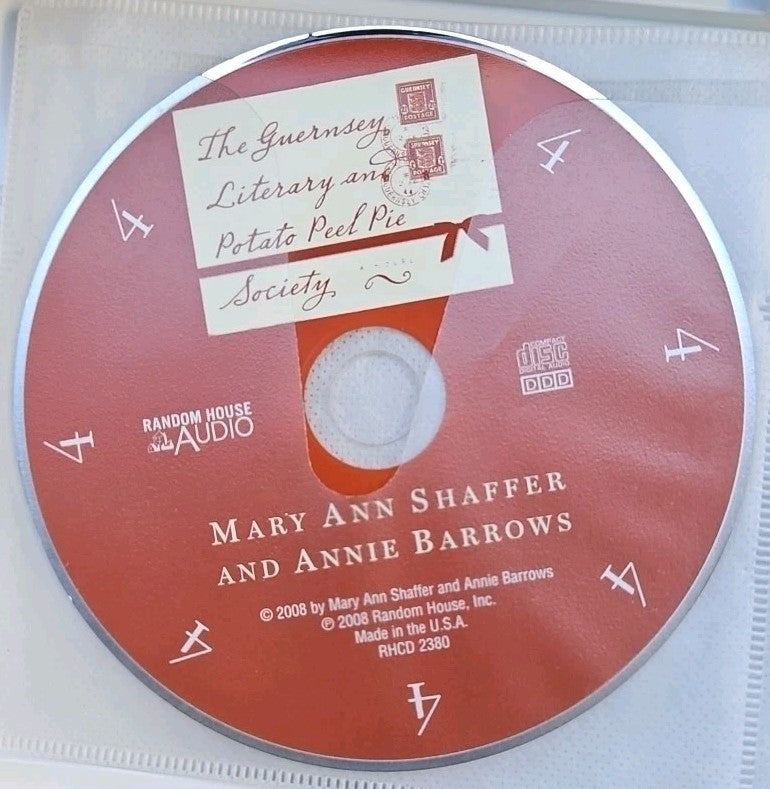 The Guernsey
Literary and
Potato Peel Pie
Society
GUERNSEY
POSTAGE
GUERNSEY
POSTAGE
A NOVEL
4
4
4
4
4
4
4
COMPACT
disc
DIGITAL AUDIO
DDD
RANDOM HOUSE
AUDIO
MARY ANN SHAFFER
AND ANNIE BARROWS
© 2008 by Mary Ann Shaffer and Annie Barrows
℗ 2008 Random House, Inc.
Made in the U.S.A.
RHCD 2380